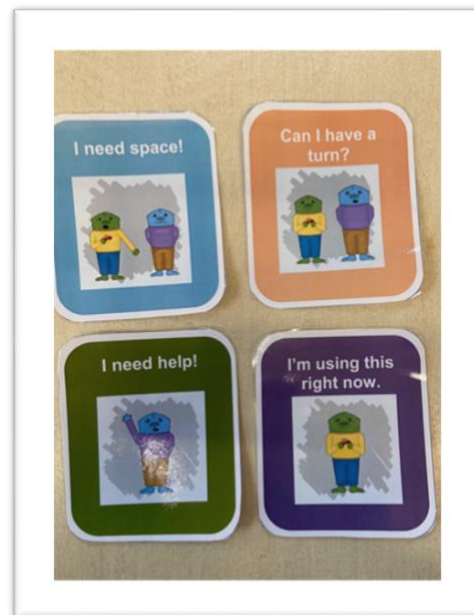 I need space!
Can I have a
turn?
I need help!
I'm using this
right now.